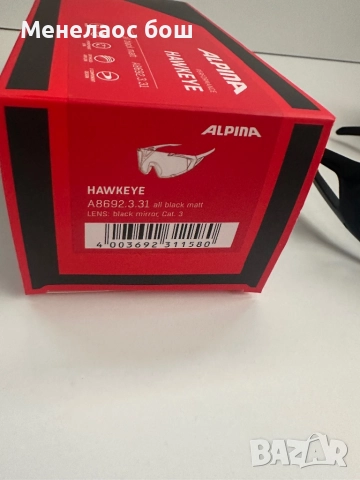 Менелаос бош
ALPINA
HAWKEYE
A8692.3.31
ALPINA
HAWKEYE
A8692.3.31 all black matt
LENS: black mirror, Cat. 3
4 003692 311580
BAZAR